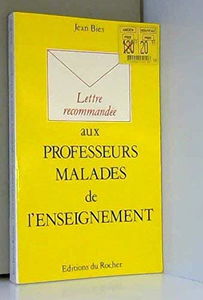 Jean Biès
Lettre
recommandée
aux
PROFESSEURS
MALADES
de
l'ENSEIGNEMENT
Editions du Rocher